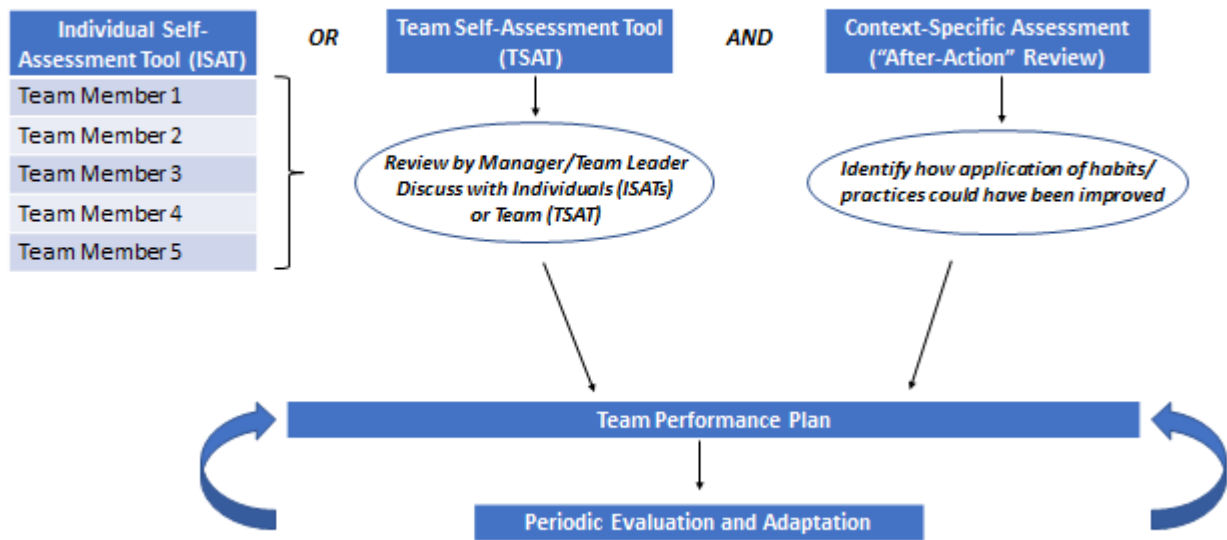 Individual Self-
Assessment Tool (ISAT)
Team Member 1
Team Member 2
Team Member 3
Team Member 4
Team Member 5
OR
Team Self-Assessment Tool
(TSAT)
AND
Context-Specific Assessment
(“After-Action” Review)
Review by Manager/Team Leader
Discuss with Individuals (ISATs)
or Team (TSAT)
Identify how application of habits/
practices could have been improved
Team Performance Plan
Periodic Evaluation and Adaptation